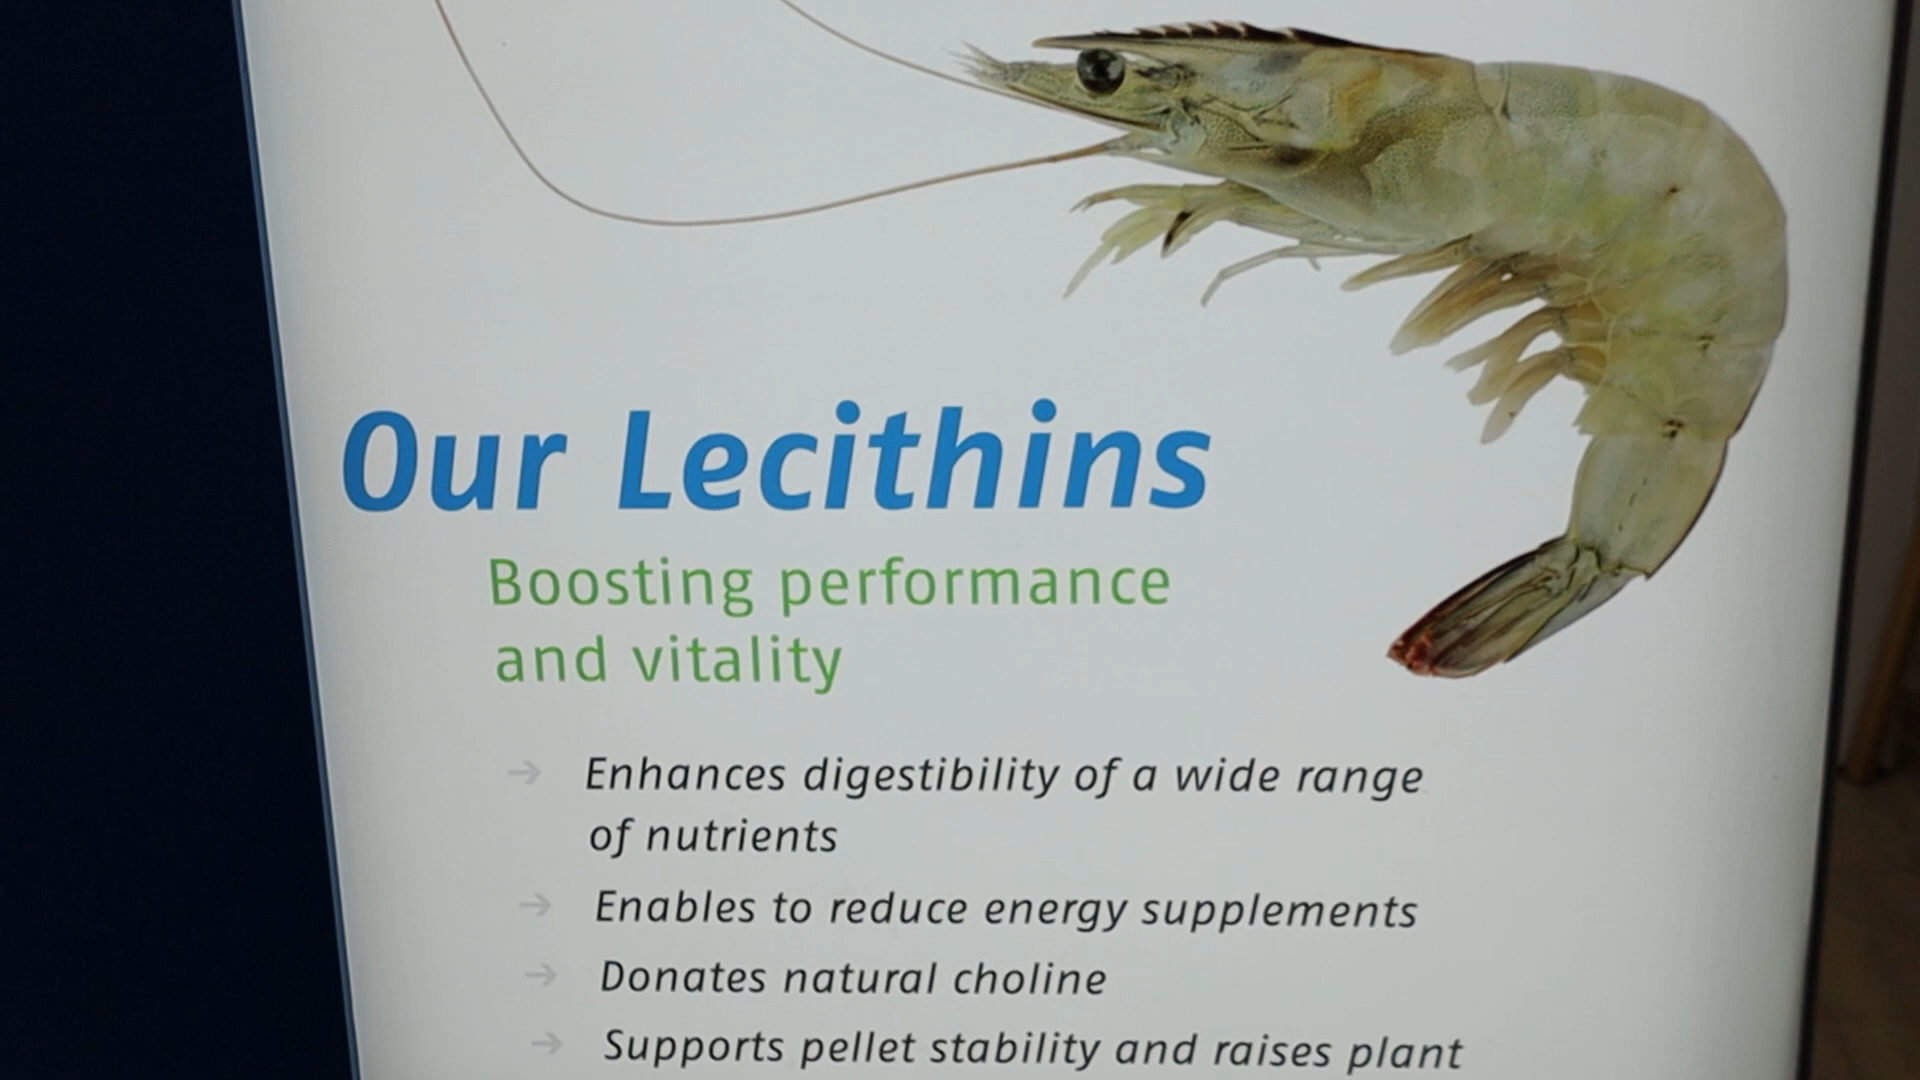 Our Lecithins
Boosting performance
and vitality
→ Enhances digestibility of a wide range
of nutrients
→ Enables to reduce energy supplements
→ Donates natural choline
→ Supports pellet stability and raises plant